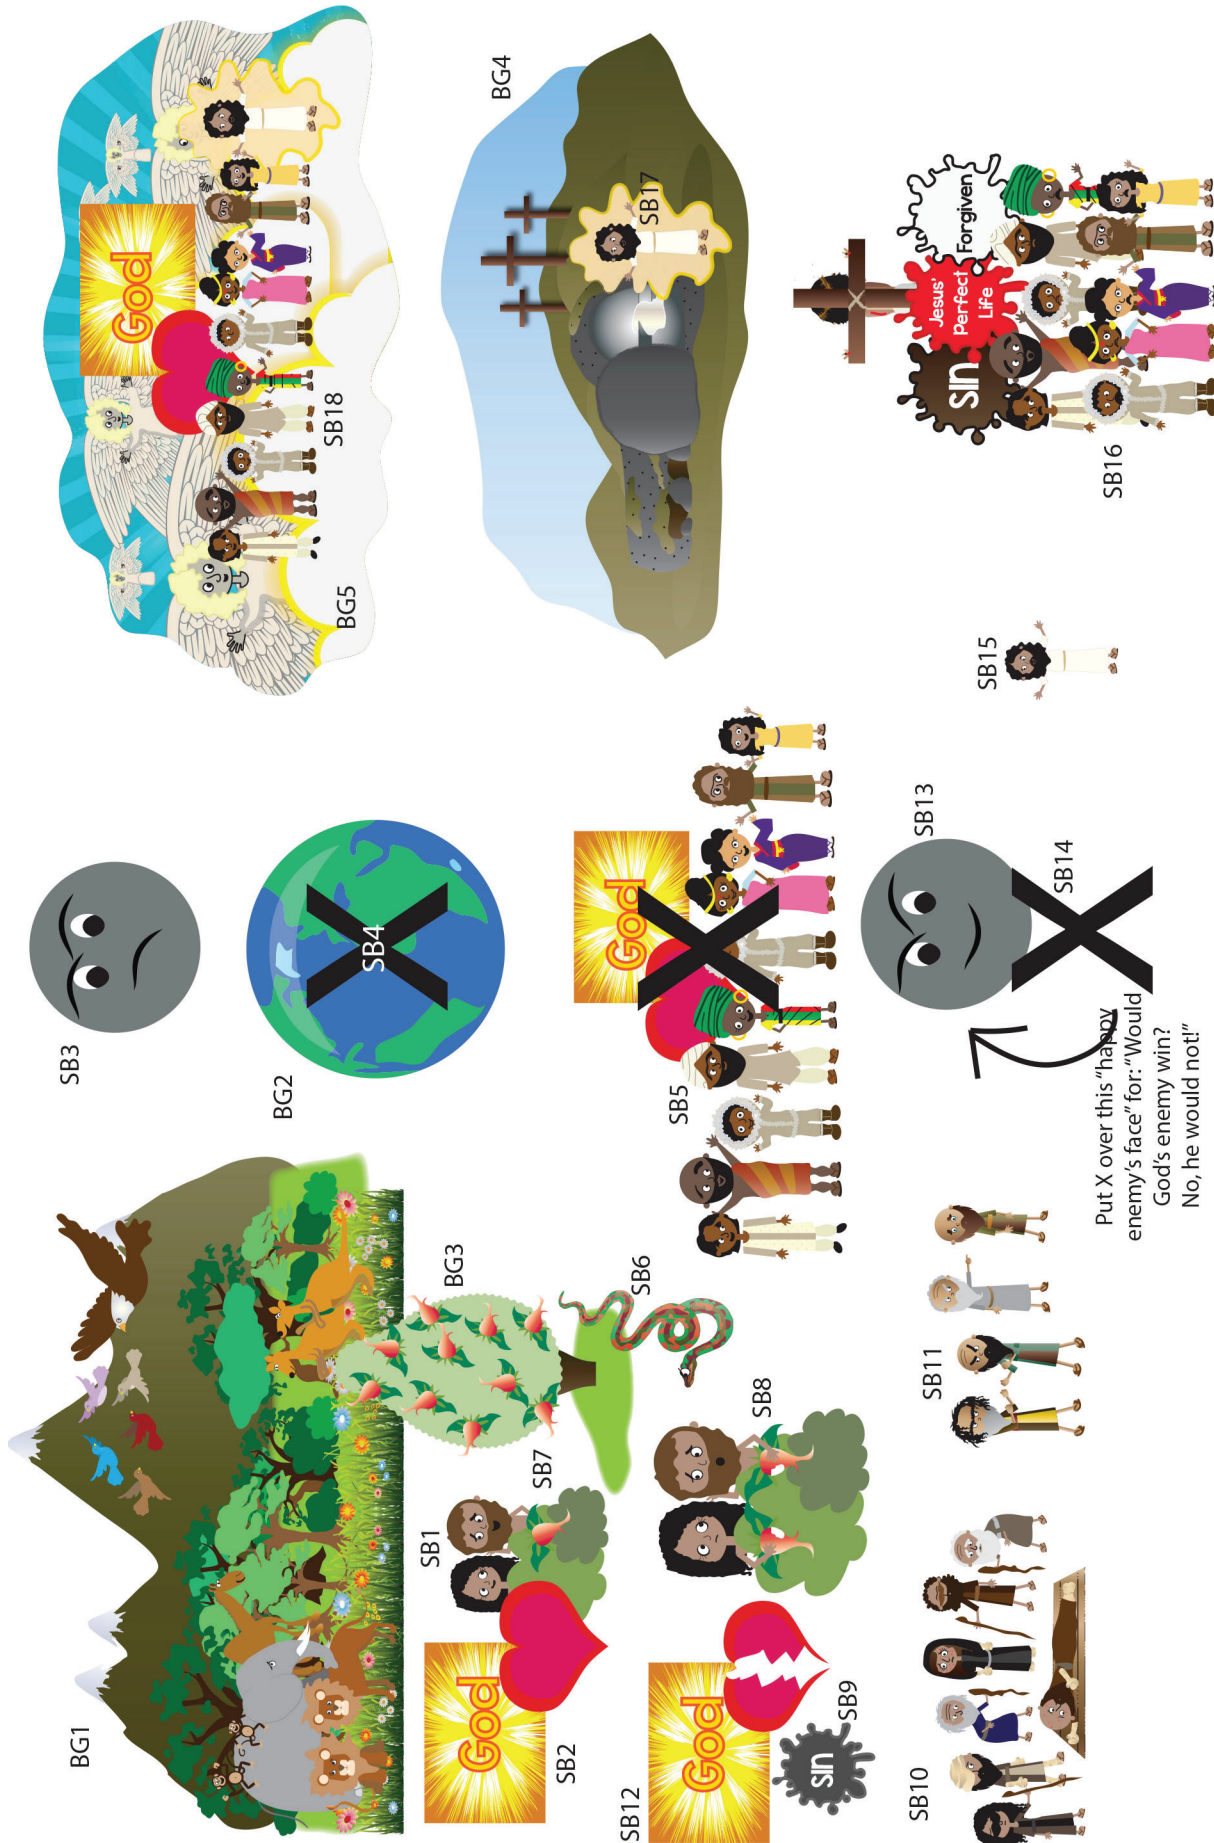 BG1
SB3
BG5
God
SB18
BG2
SB4
BG4
SB17
SB1
SB2
God
SB7
BG3
SB6
SB5
God
SB12
God
SB9
sin
SB8
SB13
SB14
Put X over this "happy
enemy's face" for: "Would
God's enemy win?
No, he would not!"
SB15
SB16
Sin
Jesus'
Perfect
Life
Forgiven
SB10
SB11